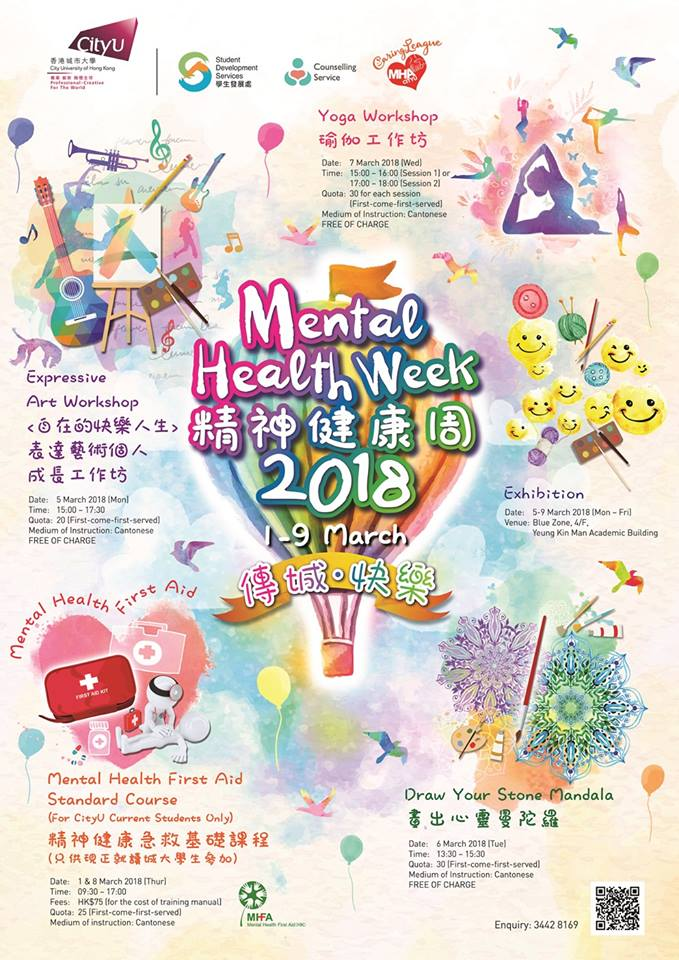 CityU
香港城市大學
City University of Hong Kong
專業 創新 胸懷全球
Professional·Creative
For The World
Student
Development
Services
學生發展處
Counselling
Service
Caring League
MHA
Yoga Workshop
瑜伽工作坊
Date: 7 March 2018 (Wed)
Time: 15:00 – 16:00 (Session 1) or
17:00 – 18:00 (Session 2)
Quota: 30 for each session
(First-come-first-served)
Medium of Instruction: Cantonese
FREE OF CHARGE
Mental
Health Week
精神健康周
2018
1-9 March
傳城·快樂
Expressive
Art Workshop
<自在的快樂人生>
表達藝術個人
成長工作坊
Date: 5 March 2018 (Mon)
Time: 15:00 – 17:30
Quota: 20 (First-come-first-served)
Medium of Instruction: Cantonese
FREE OF CHARGE
Exhibition
Date: 5-9 March 2018 (Mon – Fri)
Venue: Blue Zone, 4/F,
Yeung Kin Man Academic Building
Mental Health First Aid
FIRST AID KIT
Mental Health First Aid
Standard Course
(For CityU Current Students Only)
精神健康急救基礎課程
(只供現正就讀城大學生參加)
Date: 1 & 8 March 2018 (Thur)
Time: 09:30 – 17:00
Fees: HK$75 (for the cost of training manual)
Quota: 25 (First-come-first-served)
Medium of instruction: Cantonese
MHFA
Mental Health First Aid HK
Draw Your Stone Mandala
畫出心靈曼陀羅
Date: 6 March 2018 (Tue)
Time: 13:30 – 15:30
Quota: 30 (First-come-first-served)
Medium of Instruction: Cantonese
FREE OF CHARGE
Enquiry: 3442 8169